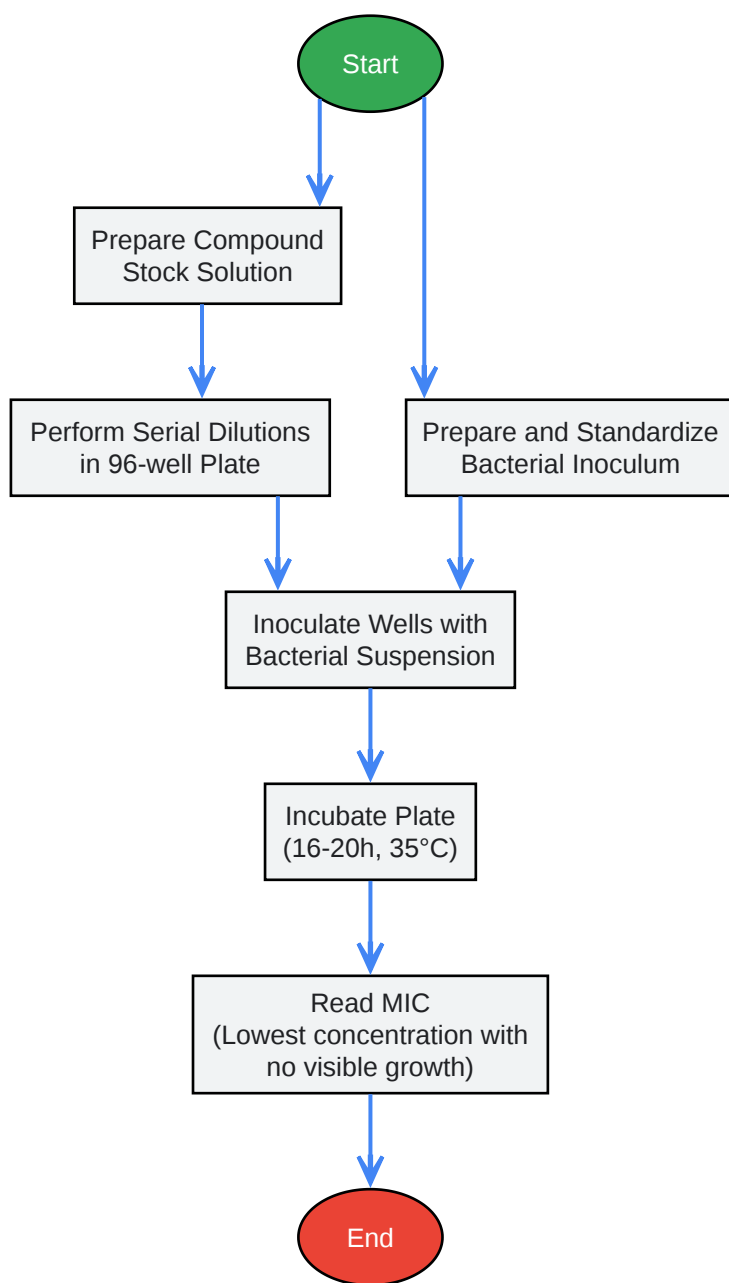 Start
Prepare Compound
Stock Solution
Perform Serial Dilutions
in 96-well Plate
Prepare and Standardize
Bacterial Inoculum
Inoculate Wells with
Bacterial Suspension
Incubate Plate
(16-20h, 35°C)
Read MIC
(Lowest concentration with
no visible growth)
End